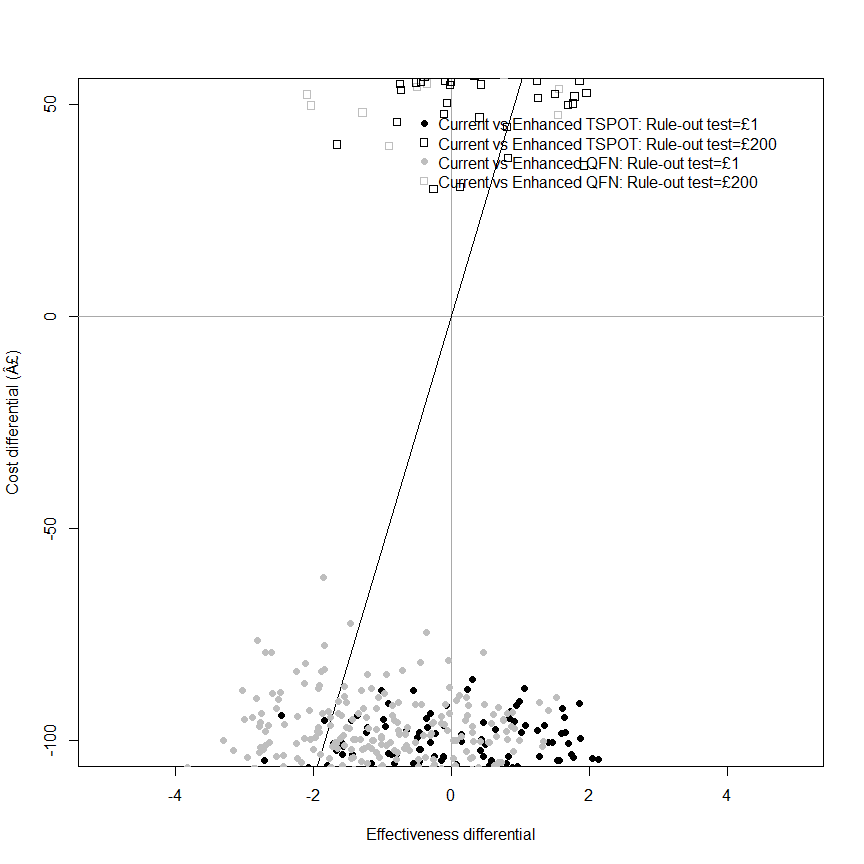 50
0
-50
-100
Cost differential (Â£)
Current vs Enhanced TSPOT: Rule-out test=£1
Current vs Enhanced TSPOT: Rule-out test=£200
Current vs Enhanced QFN: Rule-out test=£1
Current vs Enhanced QFN: Rule-out test=£200
-4 -2 0 2 4
Effectiveness differential